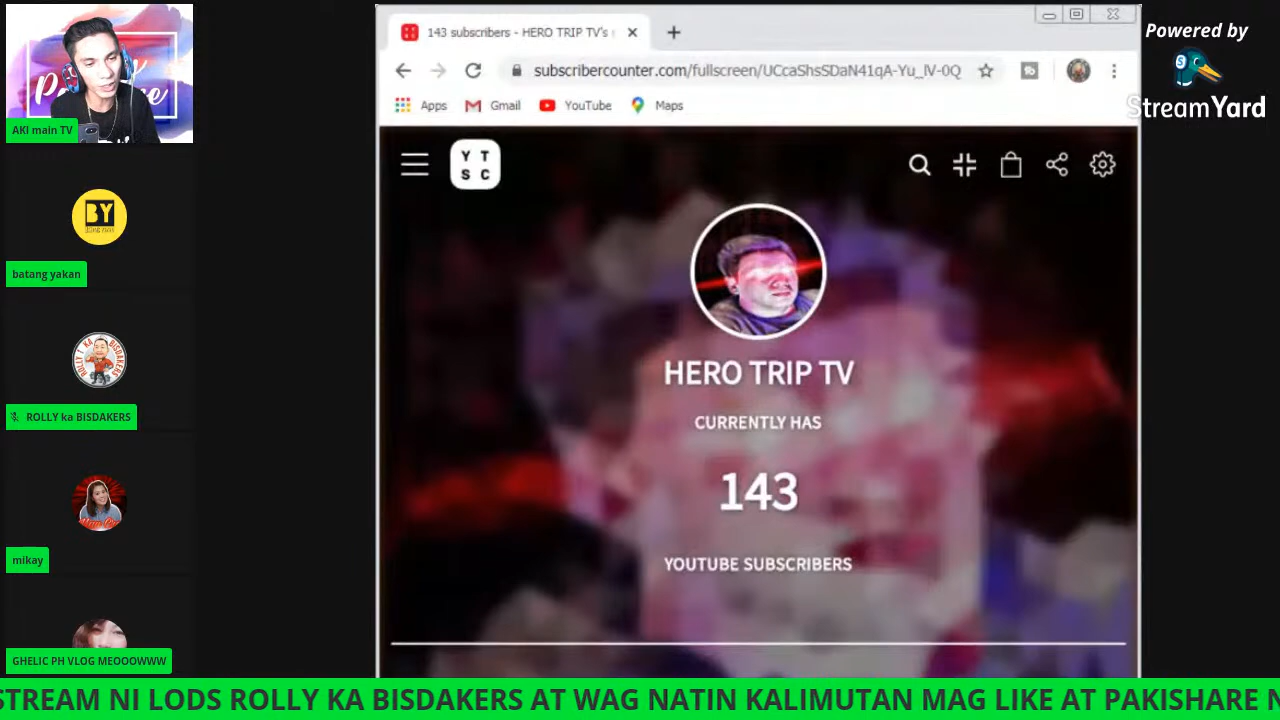 AKI main TV
BY
batang yakan
ROLLY ka BISDAKERS
mikay
GHELIC PH VLOG MEOOOWWW
143 subscribers - HERO TRIP TV's
subscribercounter.com/fullscreen/UCcaShsSDaN41qA-Yu_lV-0Q
Apps Gmail YouTube Maps
Y T
S C
HERO TRIP TV
CURRENTLY HAS
143
YOUTUBE SUBSCRIBERS
Powered by
StreamYard
STREAM NI LODS ROLLY KA BISDAKERS AT WAG NATIN KALIMUTAN MAG LIKE AT PAKISHARE